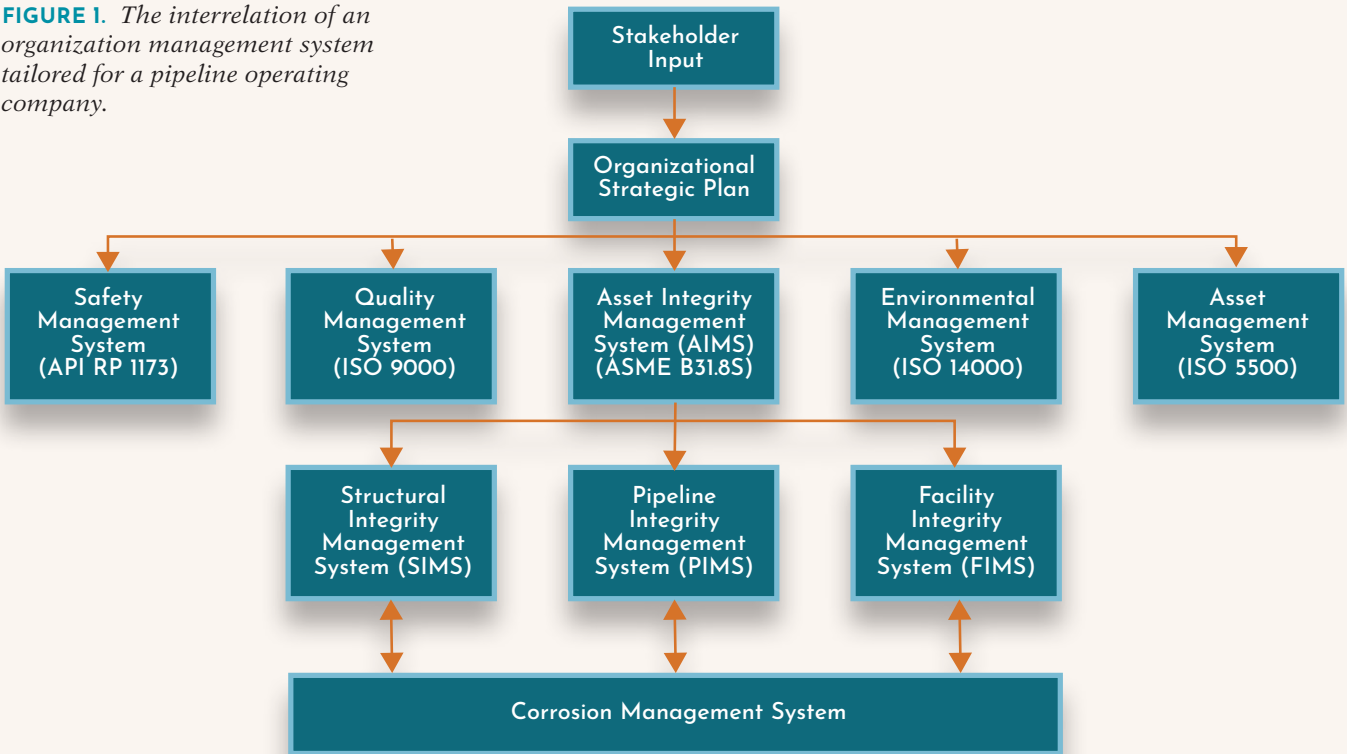 FIGURE 1. The interrelation of an
organization management system
tailored for a pipeline operating
company.
Stakeholder
Input
Organizational
Strategic Plan
Safety
Management
System
(API RP 1173)
Quality
Management
System
(ISO 9000)
Asset Integrity
Management
System (AIMS)
(ASME B31.8S)
Environmental
Management
System
(ISO 14000)
Asset
Management
System
(ISO 5500)
Structural
Integrity
Management
System (SIMS)
Pipeline
Integrity
Management
System (PIMS)
Facility
Integrity
Management
System (FIMS)
Corrosion Management System